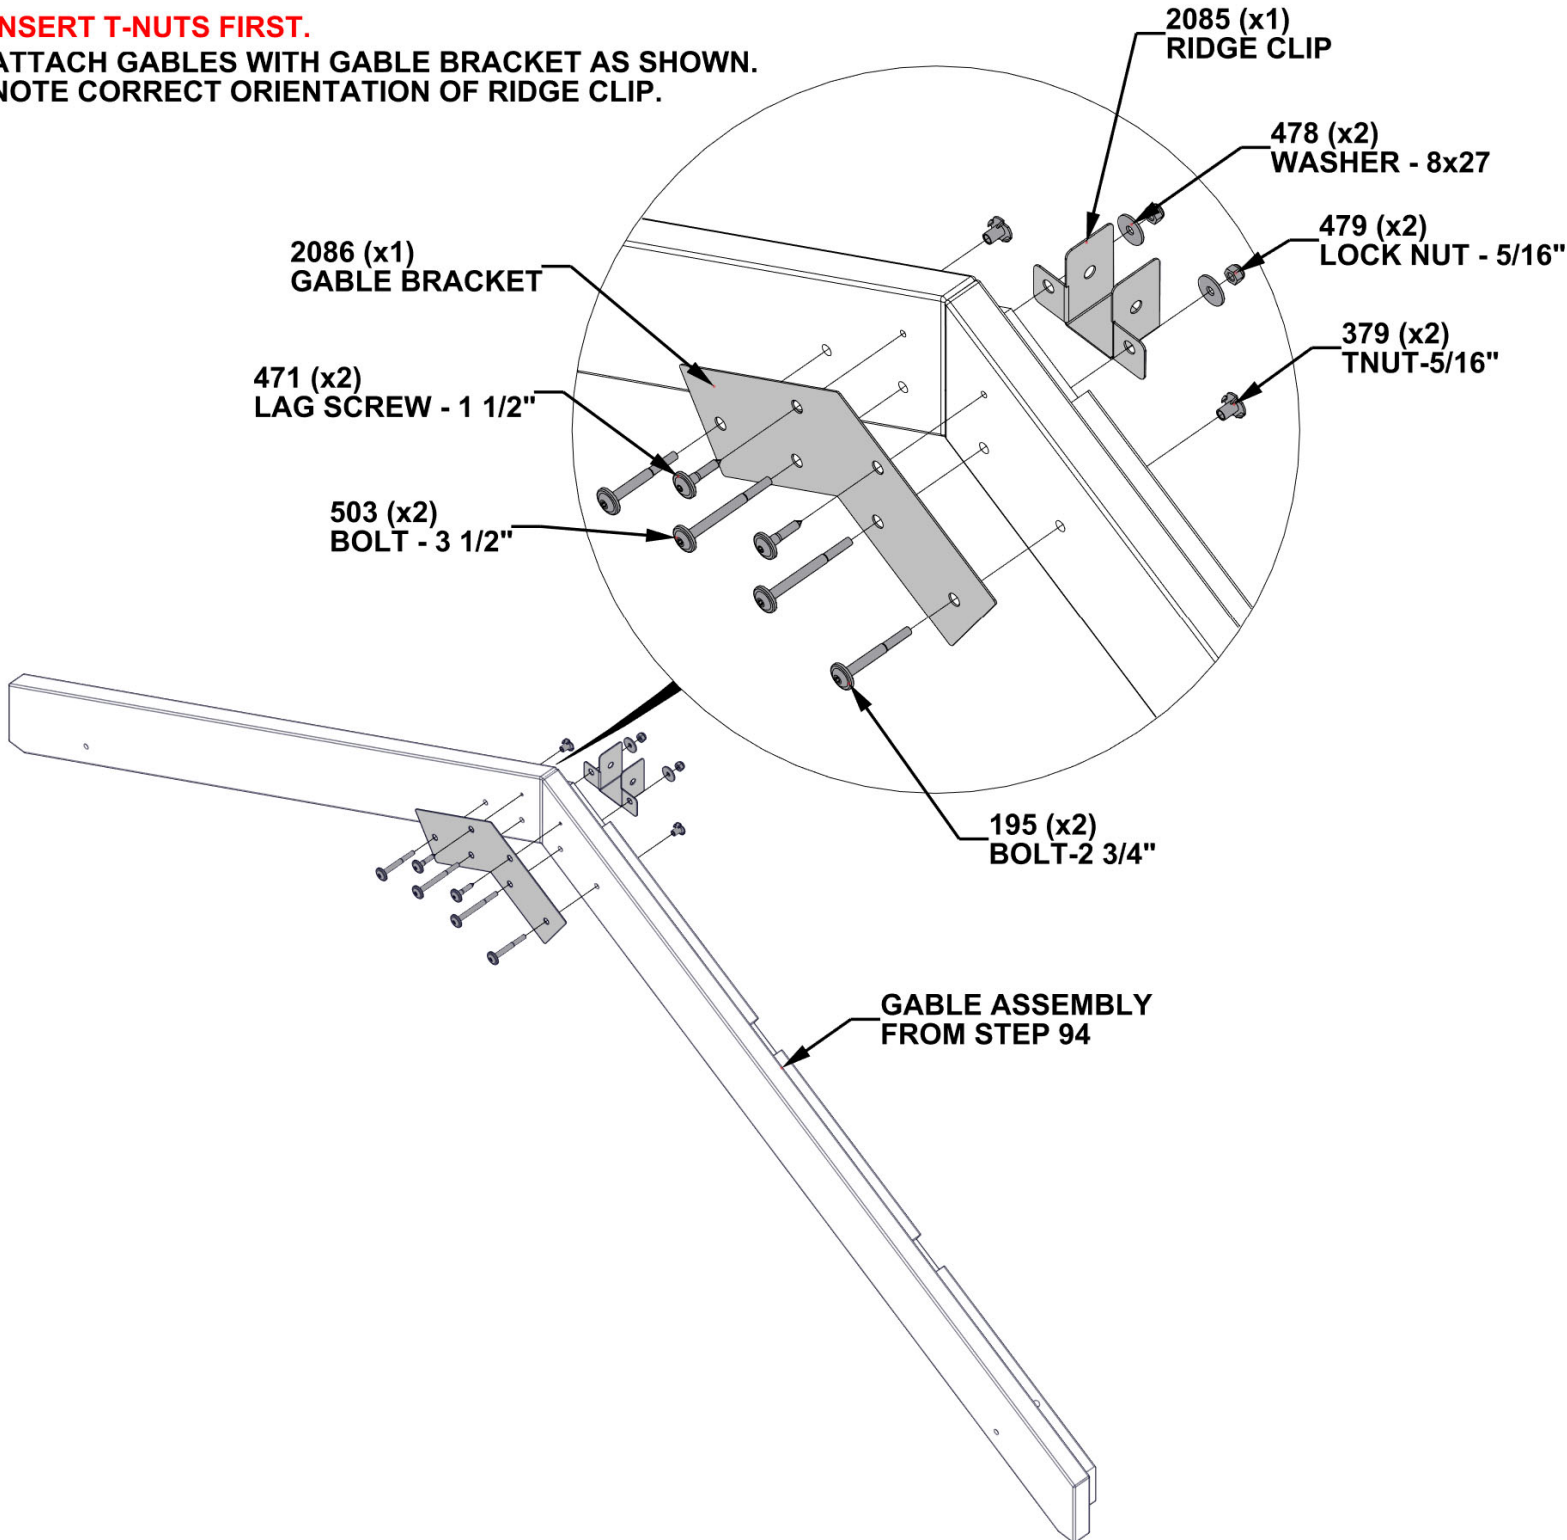 NSERT T-NUTS FIRST.
ATTACH GABLES WITH GABLE BRACKET AS SHOWN.
NOTE CORRECT ORIENTATION OF RIDGE CLIP.
2085 (x1)
RIDGE CLIP
478 (x2)
WASHER - 8x27
479 (x2)
LOCK NUT - 5/16"
2086 (x1)
GABLE BRACKET
379 (x2)
TNUT-5/16"
471 (x2)
LAG SCREW - 1 1/2"
503 (x2)
BOLT - 3 1/2"
195 (x2)
BOLT-2 3/4"
GABLE ASSEMBLY
FROM STEP 94